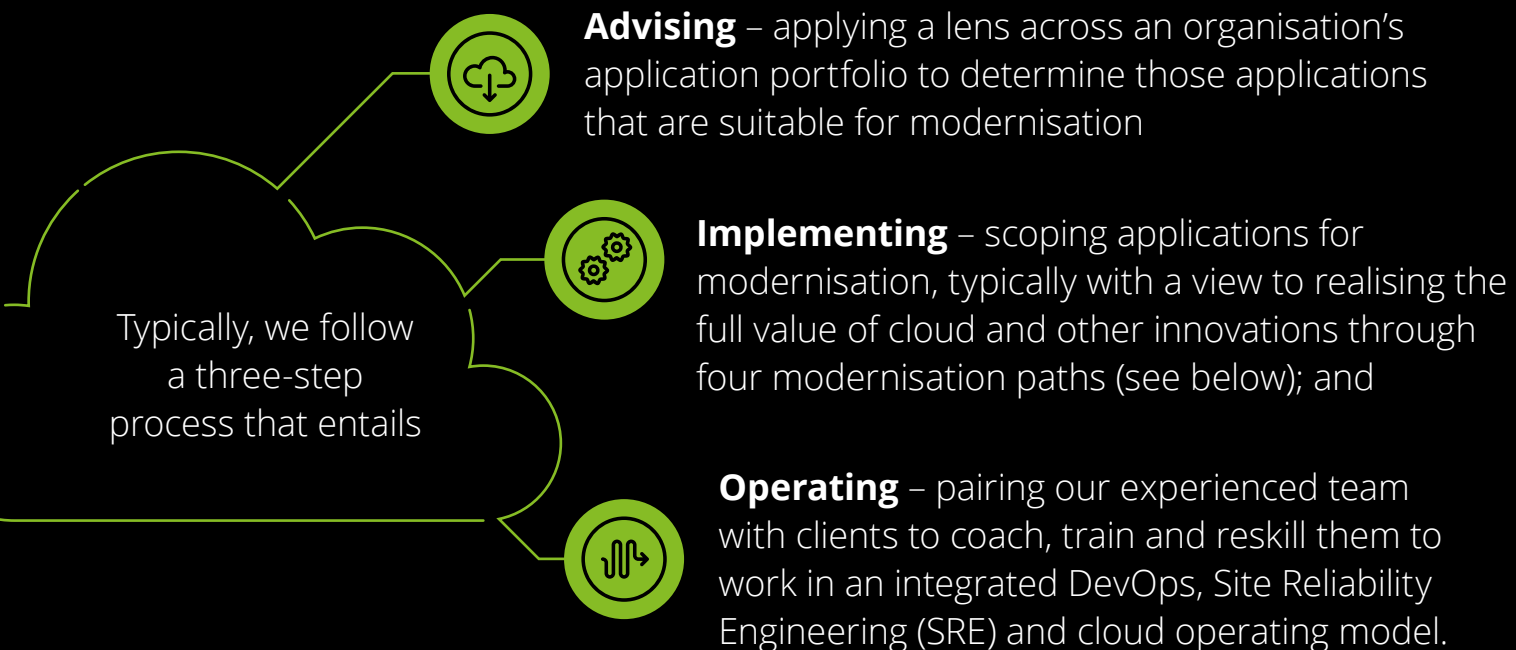 Advising – applying a lens across an organisation’s
application portfolio to determine those applications
that are suitable for modernisation
Implementing – scoping applications for
modernisation, typically with a view to realising the
full value of cloud and other innovations through
four modernisation paths (see below); and
Typically, we follow
a three-step
process that entails
Operating – pairing our experienced team
with clients to coach, train and reskill them to
work in an integrated DevOps, Site Reliability
Engineering (SRE) and cloud operating model.